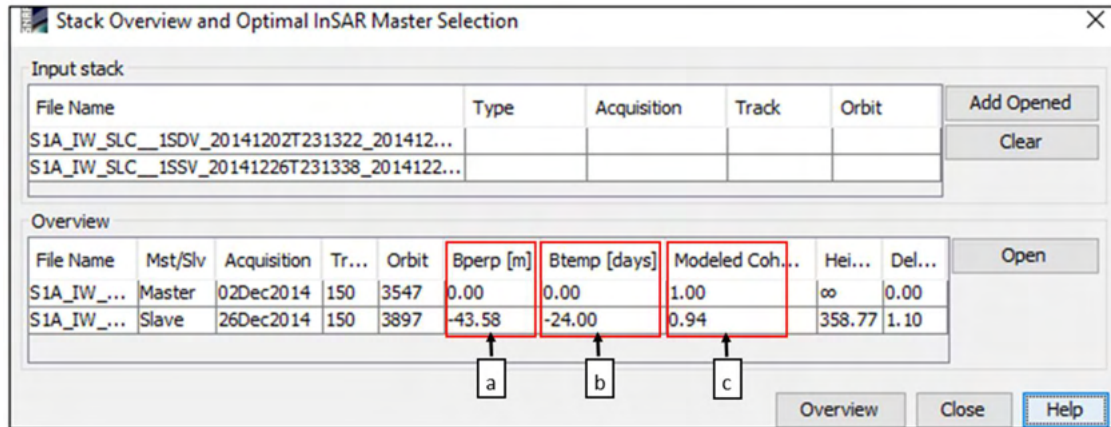 Stack Overview and Optimal InSAR Master Selection
Input stack
File Name Type Acquisition Track Orbit
S1A_IW_SLC__1SDV_20141202T231322_201412...
S1A_IW_SLC__1SSV_20141226T231338_2014122...
Add Opened
Clear
Overview
File Name Mst/Slv Acquisition Tr... Orbit Bperp [m] Btemp [days] Modeled Coh... Hei... Del...
S1A_IW_... Master 02Dec2014 150 3547 0.00 0.00 1.00 ∞ 0.00
S1A_IW_... Slave 26Dec2014 150 3897 -43.58 -24.00 0.94 358.77 1.10
Open
a b c
Overview Close Help